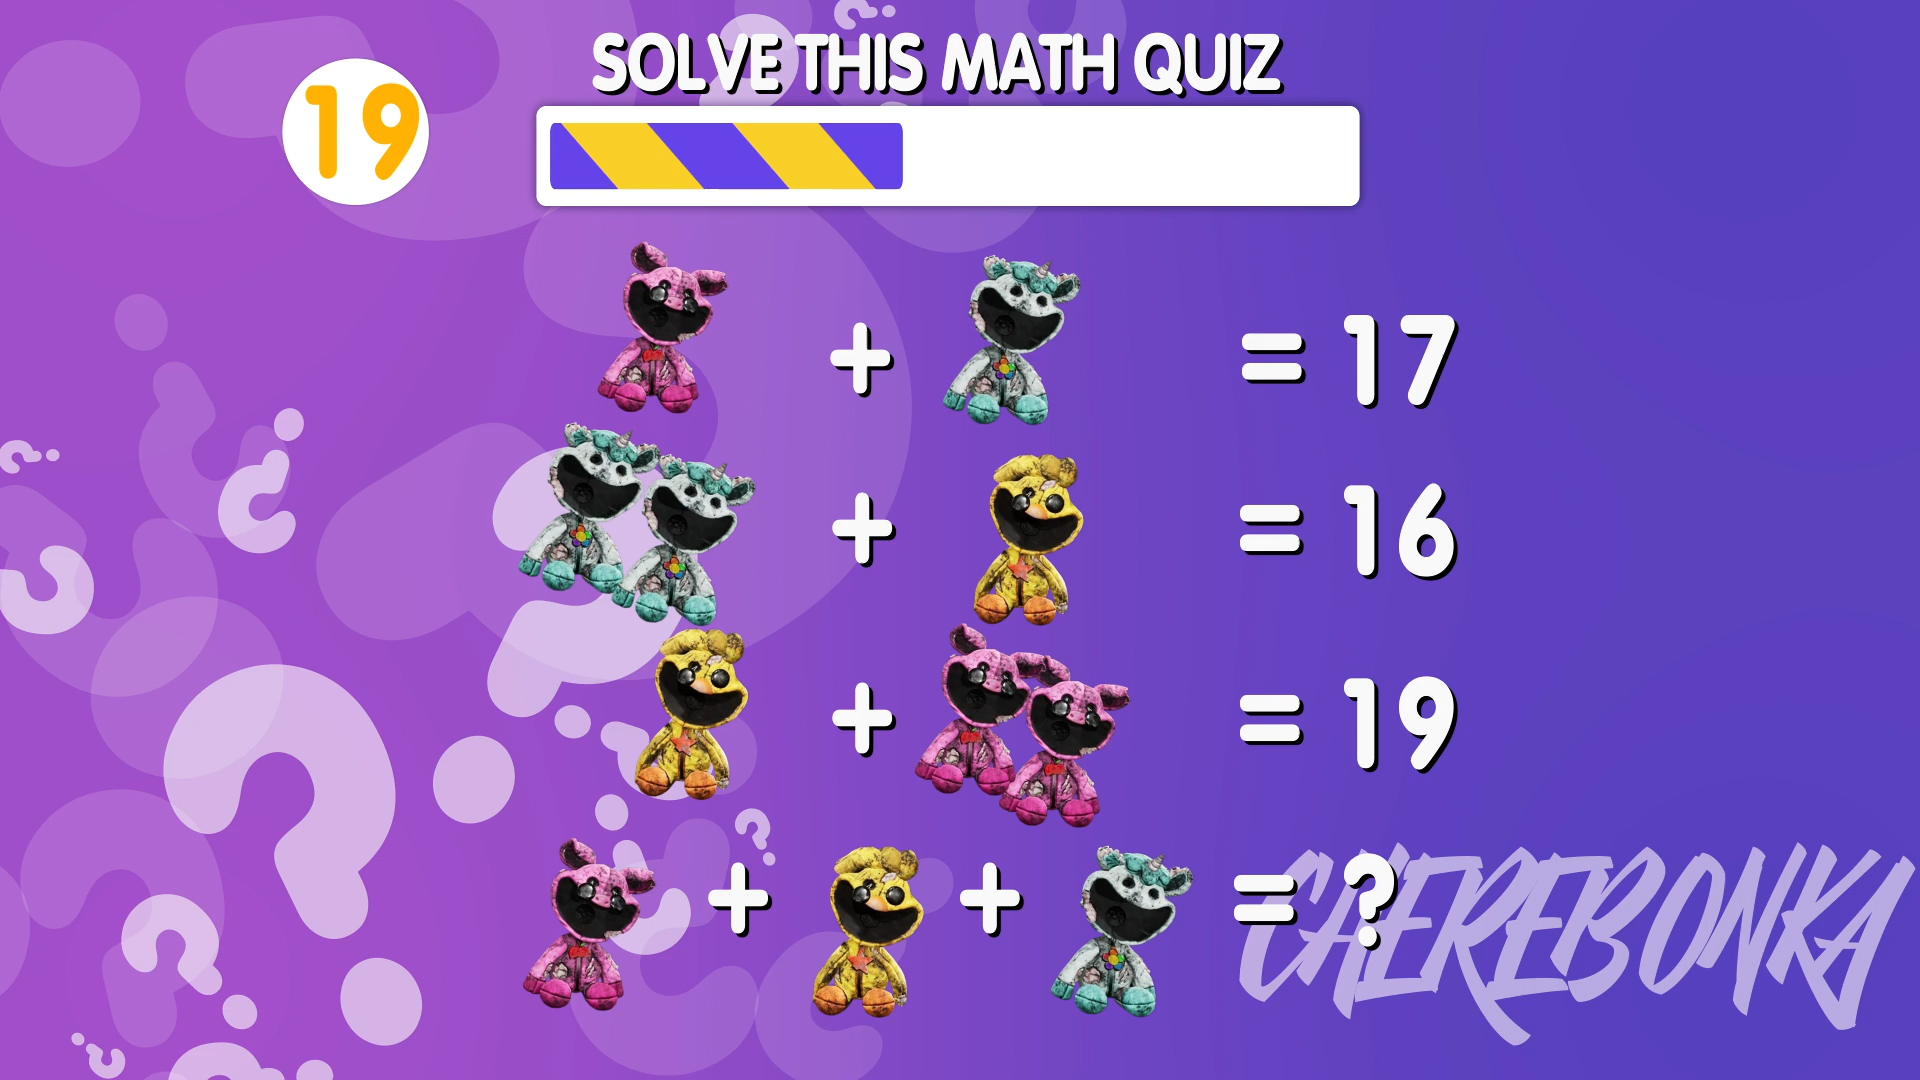 SOLVE THIS MATH QUIZ
19
+ = 17
+ = 16
+ = 19
+ + = ?
CHEREBONKA